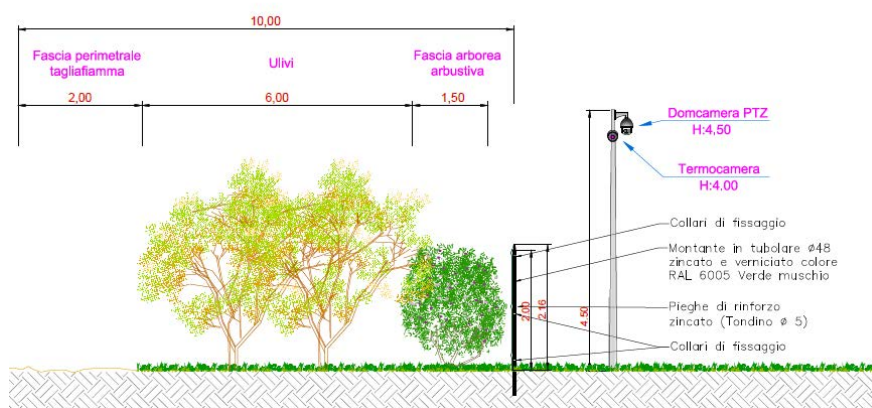 10,00
Fascia perimetrale
tagliafiamma
Ulivi
Fascia arborea
arbustiva
2,00
6,00
1,50
Domcamera PTZ
H:4,50
Termocamera
H:4.00
Collari di fissaggio
Montante in tubolare ø48
zincato e verniciato colore
RAL 6005 Verde muschio
Pieghe di rinforzo
zincato (Tondino ø 5)
Collari di fissaggio
2.00
2.16
4.50